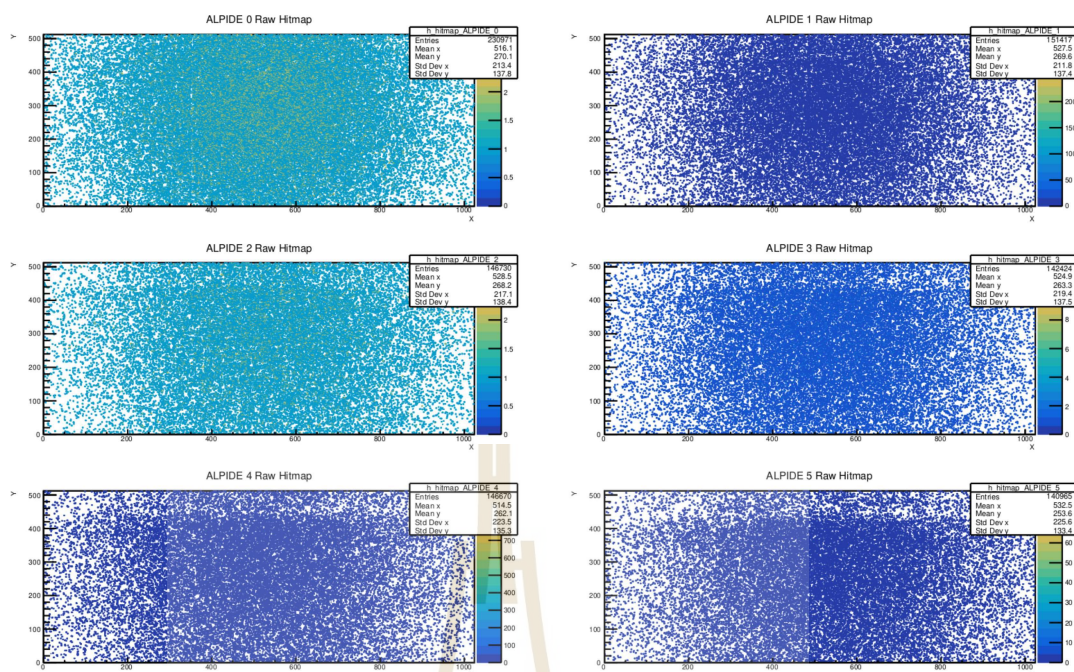 ALPIDE 0 Raw Hitmap
h_hitmap_ALPIDE_0
Entries 230971
Mean x 516.1
Mean y 270.1
Std Dev x 213.4
Std Dev y 137.8
Y
500
400
300
200
100
0
0 200 400 600 800 1000
X
2
1.5
1
0.5
0
ALPIDE 1 Raw Hitmap
h_hitmap_ALPIDE_1
Entries 151417
Mean x 527.5
Mean y 269.6
Std Dev x 211.8
Std Dev y 137.4
Y
500
400
300
200
100
0
0 200 400 600 800 1000
X
200
150
100
50
0
ALPIDE 2 Raw Hitmap
h_hitmap_ALPIDE_2
Entries 146730
Mean x 528.5
Mean y 268.2
Std Dev x 217.1
Std Dev y 138.4
Y
500
400
300
200
100
0
0 200 400 600 800 1000
X
2
1.5
1
0.5
0
ALPIDE 3 Raw Hitmap
h_hitmap_ALPIDE_3
Entries 142424
Mean x 524.9
Mean y 263.3
Std Dev x 219.4
Std Dev y 137.5
Y
500
400
300
200
100
0
0 200 400 600 800 1000
X
8
6
4
2
0
ALPIDE 4 Raw Hitmap
h_hitmap_ALPIDE_4
Entries 146670
Mean x 514.5
Mean y 262.1
Std Dev x 223.5
Std Dev y 135.3
Y
500
400
300
200
100
0
0 200 400 600 800 1000
700
600
500
400
300
200
100
0
ALPIDE 5 Raw Hitmap
h_hitmap_ALPIDE_5
Entries 140965
Mean x 532.5
Mean y 253.6
Std Dev x 225.6
Std Dev y 133.4
Y
500
400
300
200
100
0
0 200 400 600 800 1000
60
50
40
30
20
10
0